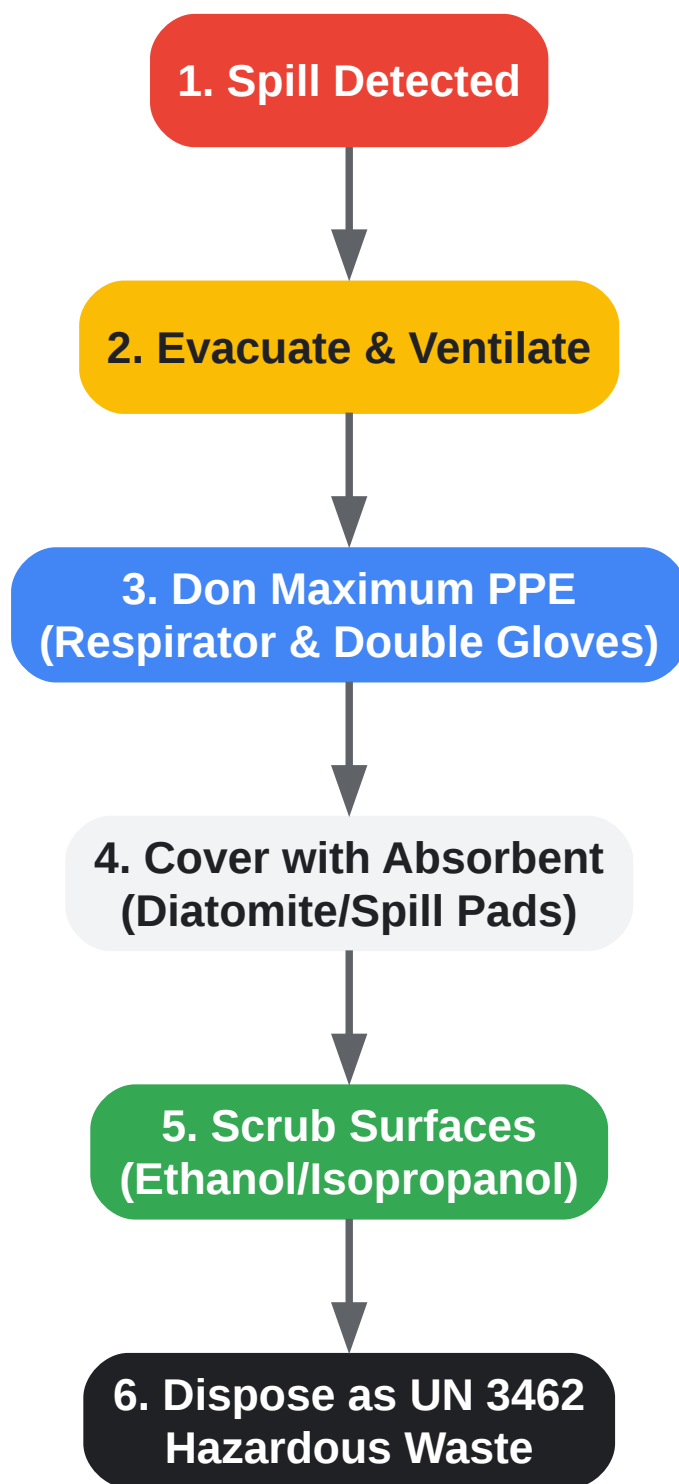 1. Spill Detected
2. Evacuate & Ventilate
3. Don Maximum PPE
(Respirator & Double Gloves)
4. Cover with Absorbent
(Diatomite/Spill Pads)
5. Scrub Surfaces
(Ethanol/Isopropanol)
6. Dispose as UN 3462
Hazardous Waste